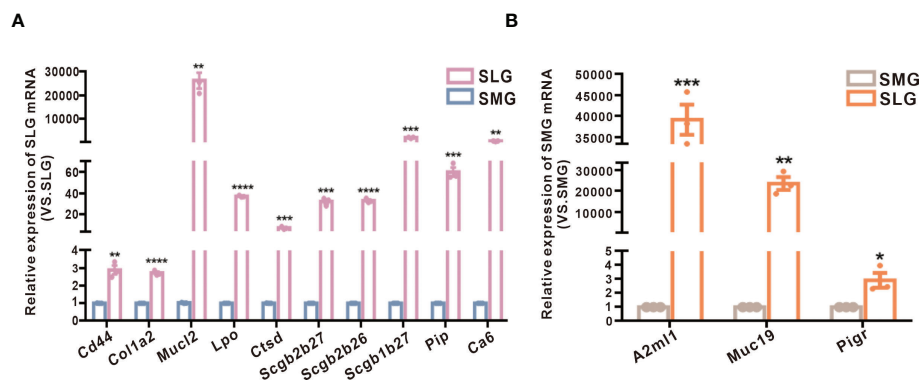 A
Relative expression of SLG mRNA
(VS.SLG)
30000
20000
10000
60
40
20
4
3
2
1
0
**
****
**
****
***
***
****
***
***
**
SLG
SMG
Cd44
Col1a2
Mucl2
Lpo
Ctsd
Scgb2b27
Scgb2b26
Scgb1b27
Pip
Ca6
B
Relative expression of SMG mRNA
(VS.SMG)
45000
40000
35000
30000
20000
10000
5
4
3
2
1
0
***
**
*
SMG
SLG
A2ml1
Muc19
Pigr